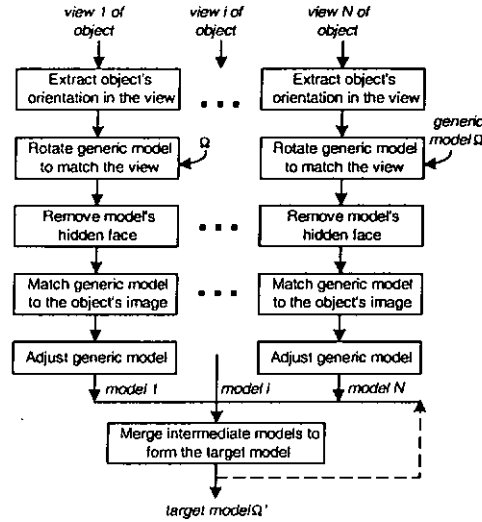 view 1 of
object
view i of
object
view N of
object
Extract object's
orientation in the view
Extract object's
orientation in the view
Rotate generic model
to match the view
Ω
Rotate generic model
to match the view
generic
model Ω
Remove model's
hidden face
Remove model's
hidden face
Match generic model
to the object's image
Match generic model
to the object's image
Adjust generic model
Adjust generic model
model 1
model i
model N
Merge intermediate models to
form the target model
target model Ω'